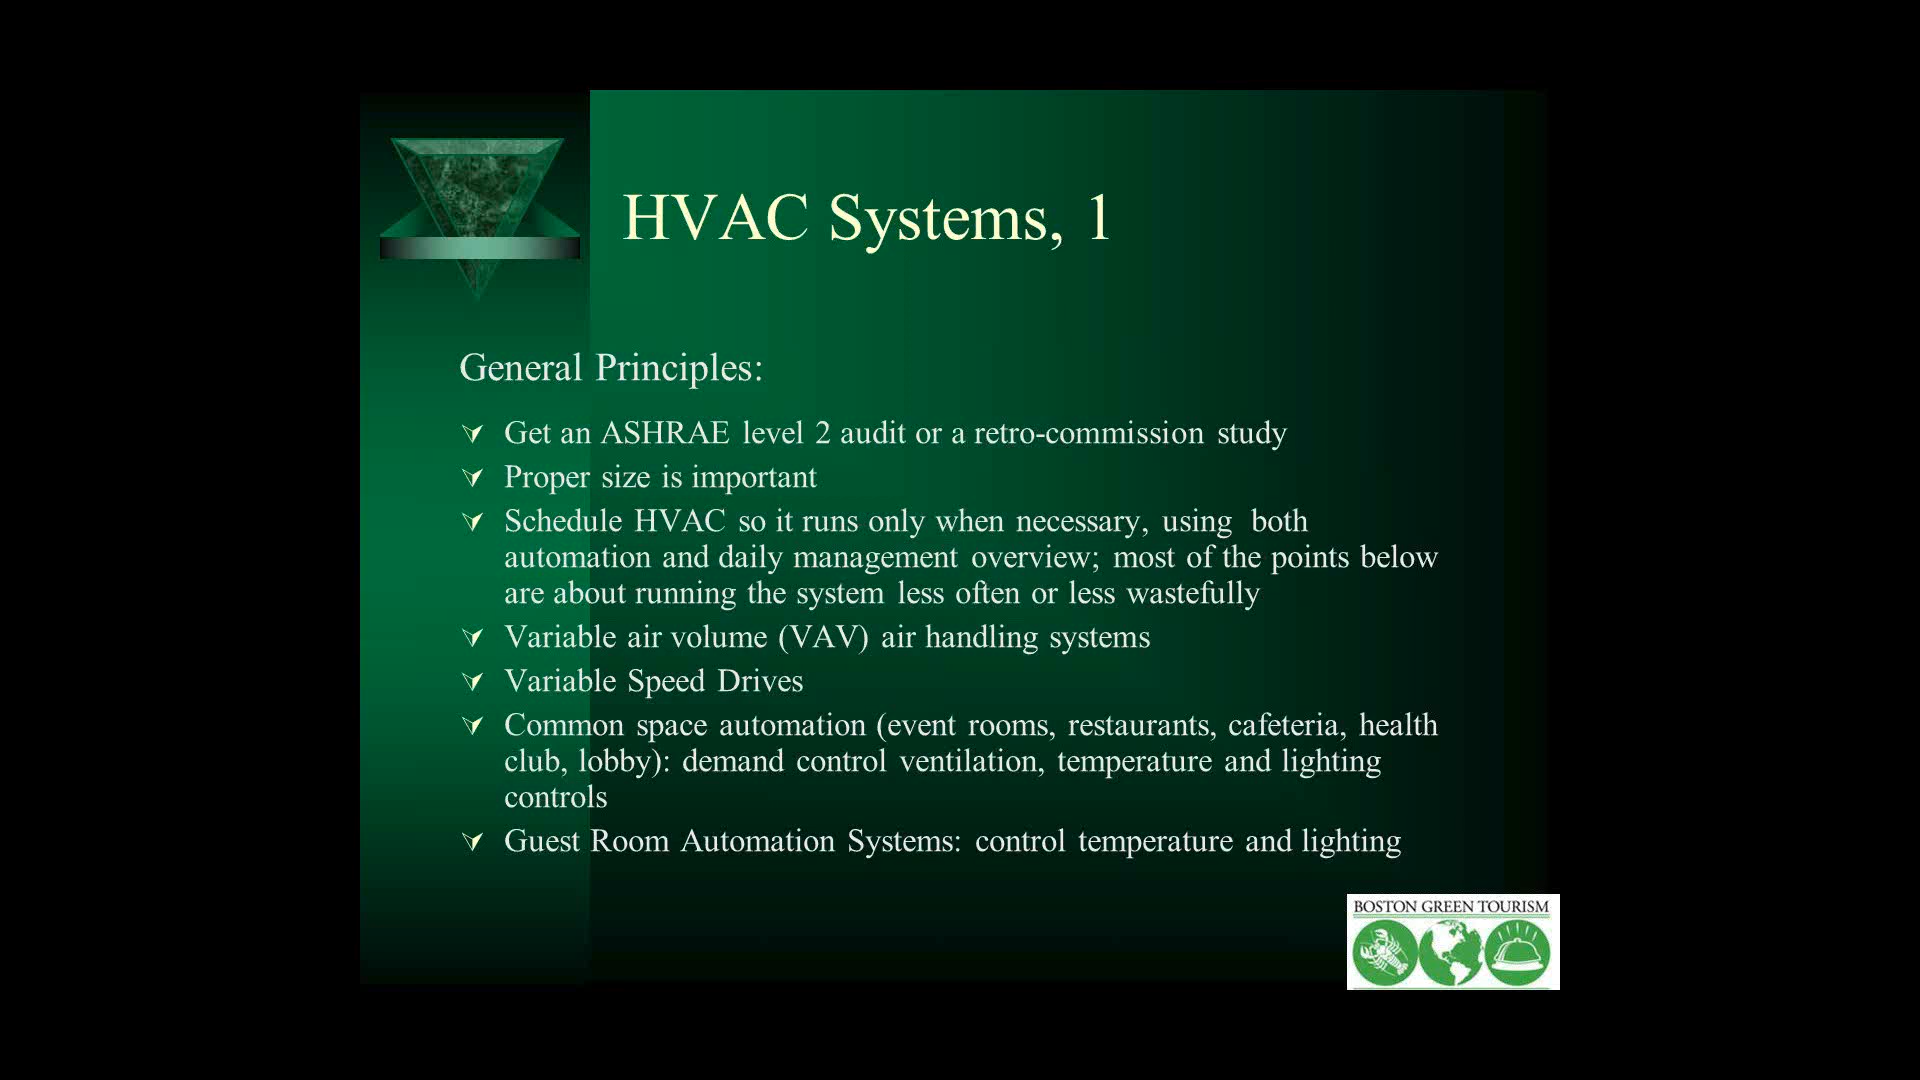 HVAC Systems, 1
General Principles:
Get an ASHRAE level 2 audit or a retro-commission study
Proper size is important
Schedule HVAC so it runs only when necessary, using both
automation and daily management overview; most of the points below
are about running the system less often or less wastefully
Variable air volume (VAV) air handling systems
Variable Speed Drives
Common space automation (event rooms, restaurants, cafeteria, health
club, lobby): demand control ventilation, temperature and lighting
controls
Guest Room Automation Systems: control temperature and lighting
BOSTON GREEN TOURISM